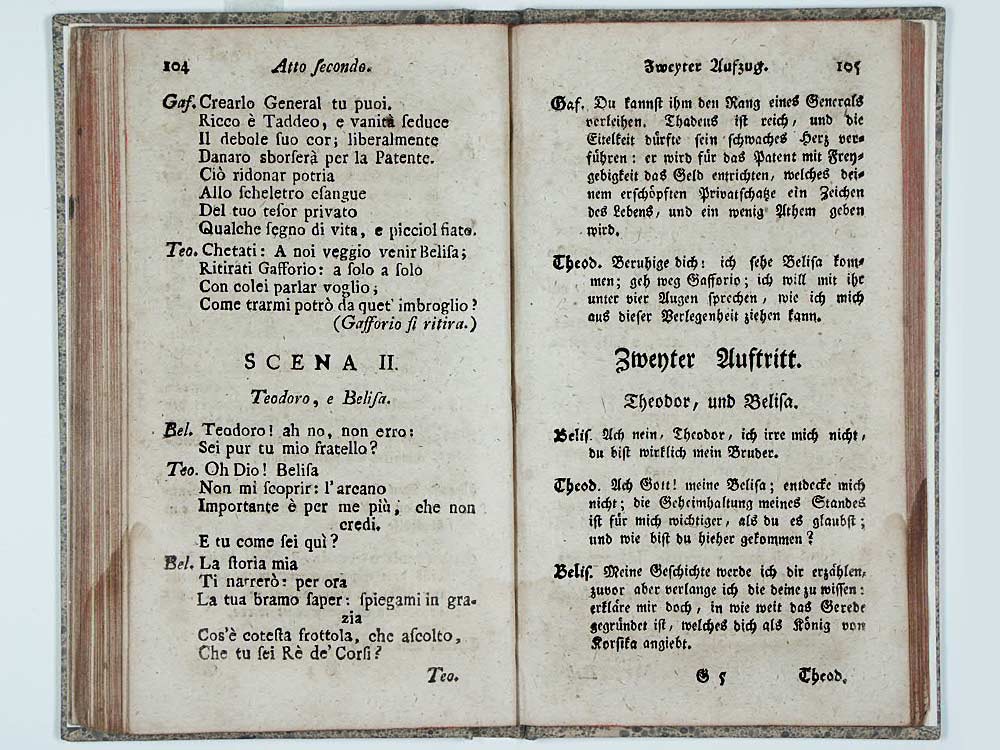 104 Atto secondo.
Gaf. Crearlo General tu puoi.
Ricco è Taddeo, e vanità ſeduce
Il debole ſuo cor; liberalmente
Danaro sborſerà per la Patente.
Ciò ridonar potria
Allo ſcheletro eſangue
Del tuo teſor privato
Qualche ſegno di vita, e picciol fiato.
Teo. Chetati: A noi veggio venir Beliſa;
Ritirati Gafforio: a ſolo a ſolo
Con colei parlar voglio;
Come trarmi potrò da queſt' imbroglio?
(Gafforio ſi ritira.)
SCENA II.
Teodoro, e Beliſa.
Bel. Teodoro! ah no, non erro:
Sei pur tu mio fratello?
Teo. Oh Dio! Beliſa
Non mi ſcoprir: l'arcano
Importante è per me più, che non
credi.
E tu come ſei quì?
Bel. La ſtoria mia
Ti narrerò: per ora
La tua bramo ſaper: ſpiegami in gra-
zia
Cos'è coteſta frottola, che aſcolto,
Che tu ſei Rè de' Corſi?
Teo.
Zweyter Aufzug. 105
Gaf. Du kannſt ihm den Rang eines Generals
verleihen. Thadeus iſt reich, und die
Eitelkeit dürfte ſein ſchwaches Herz ver-
führen: er wird für das Patent mit Frey-
gebigkeit das Geld entrichten, welches dei-
nem erſchöpften Privatſchatze ein Zeichen
des Lebens, und ein wenig Athem geben
wird.
Theod. Beruhige dich! ich ſehe Beliſa kom-
men; geh weg Gafforio; ich will mit ihr
unter vier Augen ſprechen, wie ich mich
aus dieſer Verlegenheit ziehen kann.
Zweyter Auftritt.
Theodor, und Beliſa.
Beliſ. Ach nein, Theodor, ich irre mich nicht,
du biſt wirklich mein Bruder.
Theod. Ach Gott! meine Beliſa; entdecke mich
nicht; die Geheimhaltung meines Standes
iſt für mich wichtiger, als du es glaubſt;
und wie biſt du hieher gekommen?
Beliſ. Meine Geſchichte werde ich dir erzählen,
zuvor aber verlange ich die deine zu wiſſen:
erkläre mir doch, in wie weit das Gerede
gegründet iſt, welches dich als König von
Korſika angiebt.
G 5 Theod.